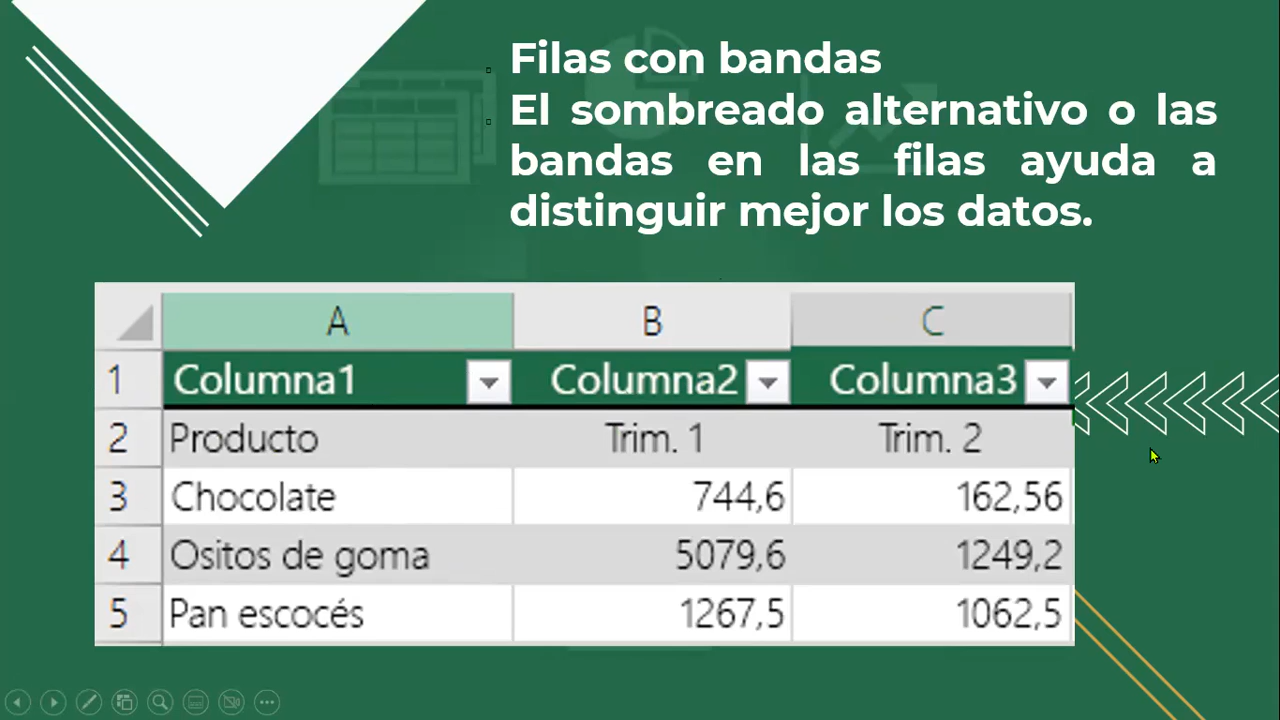 Filas con bandas
El sombreado alternativo o las
bandas en las filas ayuda a
distinguir mejor los datos.
A B C
1 Columna1 Columna2 Columna3
2 Producto Trim. 1 Trim. 2
3 Chocolate 744,6 162,56
4 Ositos de goma 5079,6 1249,2
5 Pan escocés 1267,5 1062,5